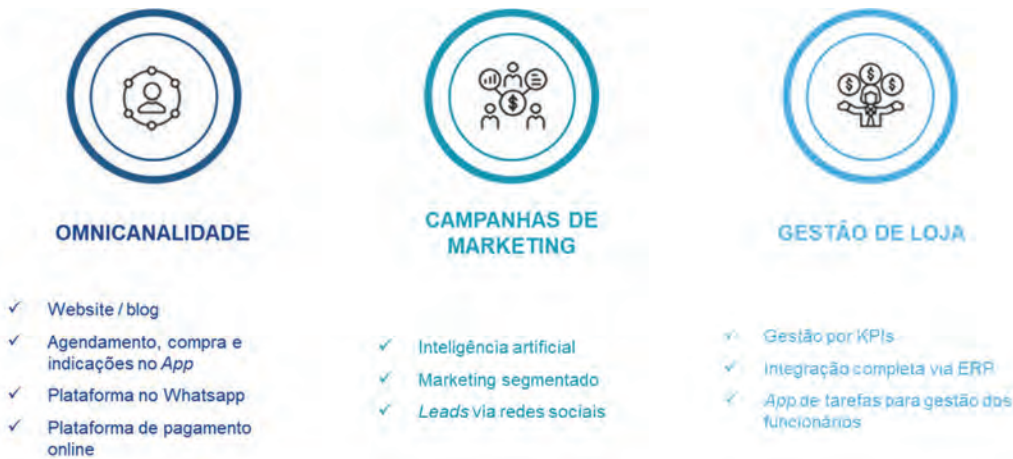 OMNICANALIDADE
✓ Website / blog
✓ Agendamento, compra e
indicações no App
✓ Plataforma no Whatsapp
✓ Plataforma de pagamento
online
CAMPANHAS DE
MARKETING
✓ Inteligência artificial
✓ Marketing segmentado
✓ Leads via redes sociais
GESTÃO DE LOJA
✓ Gestão por KPIs
✓ Integração completa via ERP
✓ App de tarefas para gestão dos
funcionários